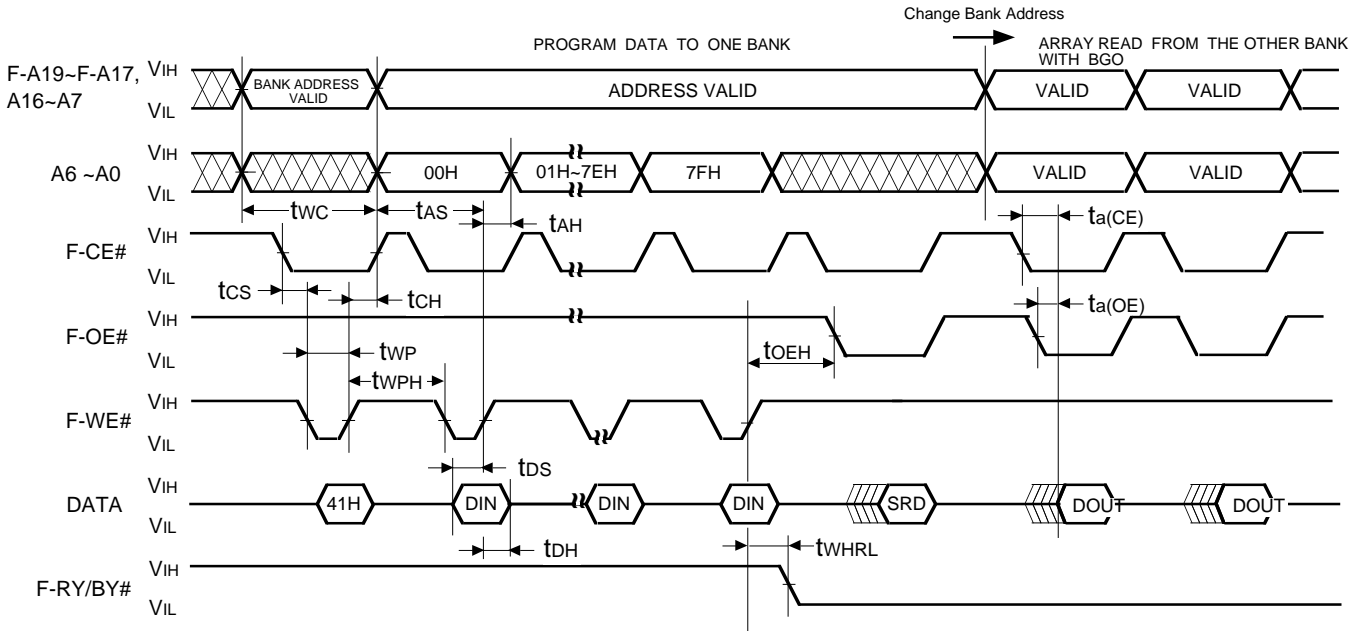 Change Bank Address
PROGRAM DATA TO ONE BANK
ARRAY READ FROM THE OTHER BANK
WITH BGO
F-A19~F-A17,
A16~A7
VIH
VIL
BANK ADDRESS
VALID
ADDRESS VALID
VALID
VALID
A6 ~A0
VIH
VIL
00H
01H~7EH
7FH
VALID
VALID
tWC
tAS
tAH
ta(CE)
F-CE#
VIH
VIL
tCS
tCH
ta(OE)
F-OE#
VIH
VIL
tWP
tOEH
tWPH
F-WE#
VIH
VIL
tDS
DATA
VIH
VIL
41H
DIN
DIN
DIN
SRD
DOUT
DOUT
tDH
tWHRL
F-RY/BY#
VIH
VIL